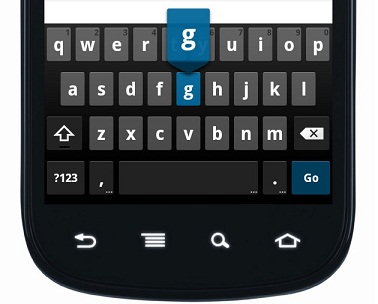 g
q w e r u i o p
a s d f g h j k l
z x c v b n m
?123 , ... ... . ... Go